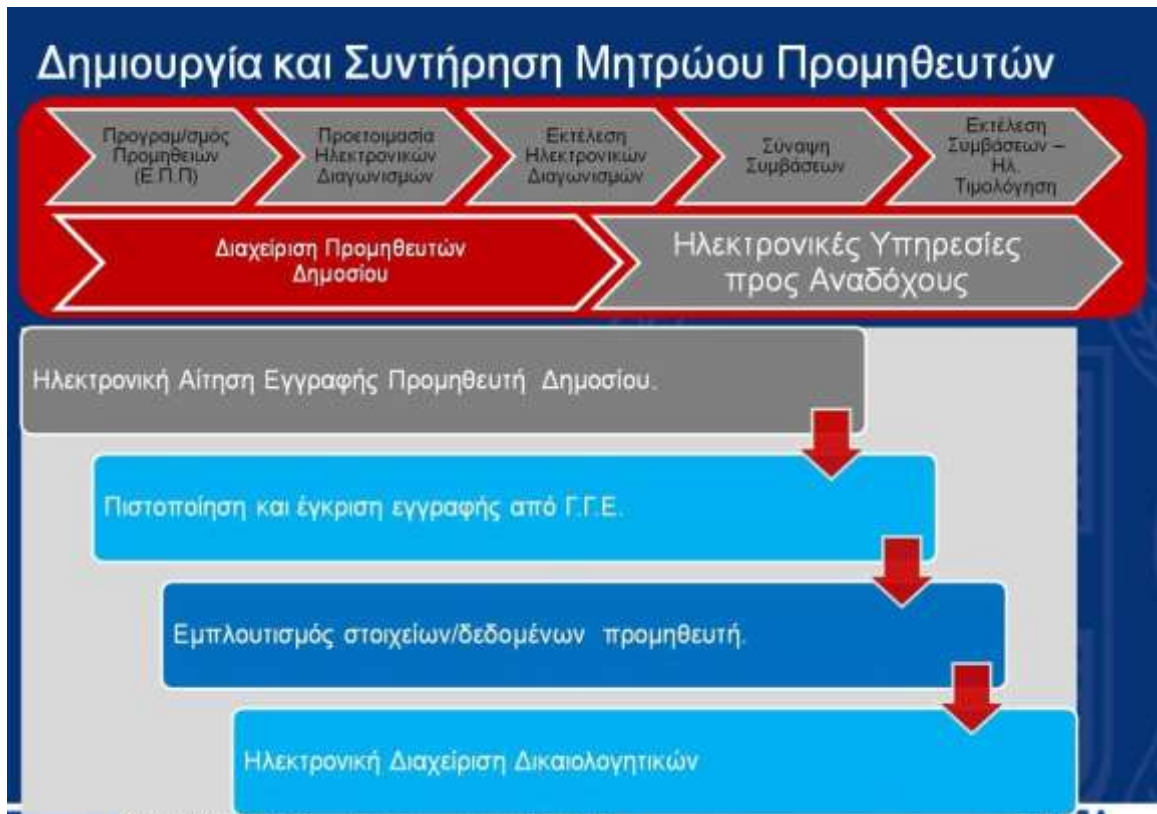 Δημιουργία και Συντήρηση Μητρώου Προμηθευτών
Προγραμ/σμός
Προμηθειών
(Ε.Π.Π)
Προετοιμασία
Ηλεκτρονικών
Διαγωνισμών
Εκτέλεση
Ηλεκτρονικών
Διαγωνισμών
Σύναψη
Συμβάσεων
Εκτέλεση
Συμβάσεων –
Ηλ.
Τιμολόγηση
Διαχείριση Προμηθευτών
Δημοσίου
Ηλεκτρονικές Υπηρεσίες
προς Αναδόχους
Ηλεκτρονική Αίτηση Εγγραφής Προμηθευτή Δημοσίου.
Πιστοποίηση και έγκριση εγγραφής από Γ.Γ.Ε.
Εμπλουτισμός στοιχείων/δεδομένων προμηθευτή.
Ηλεκτρονική Διαχείριση Δικαιολογητικών